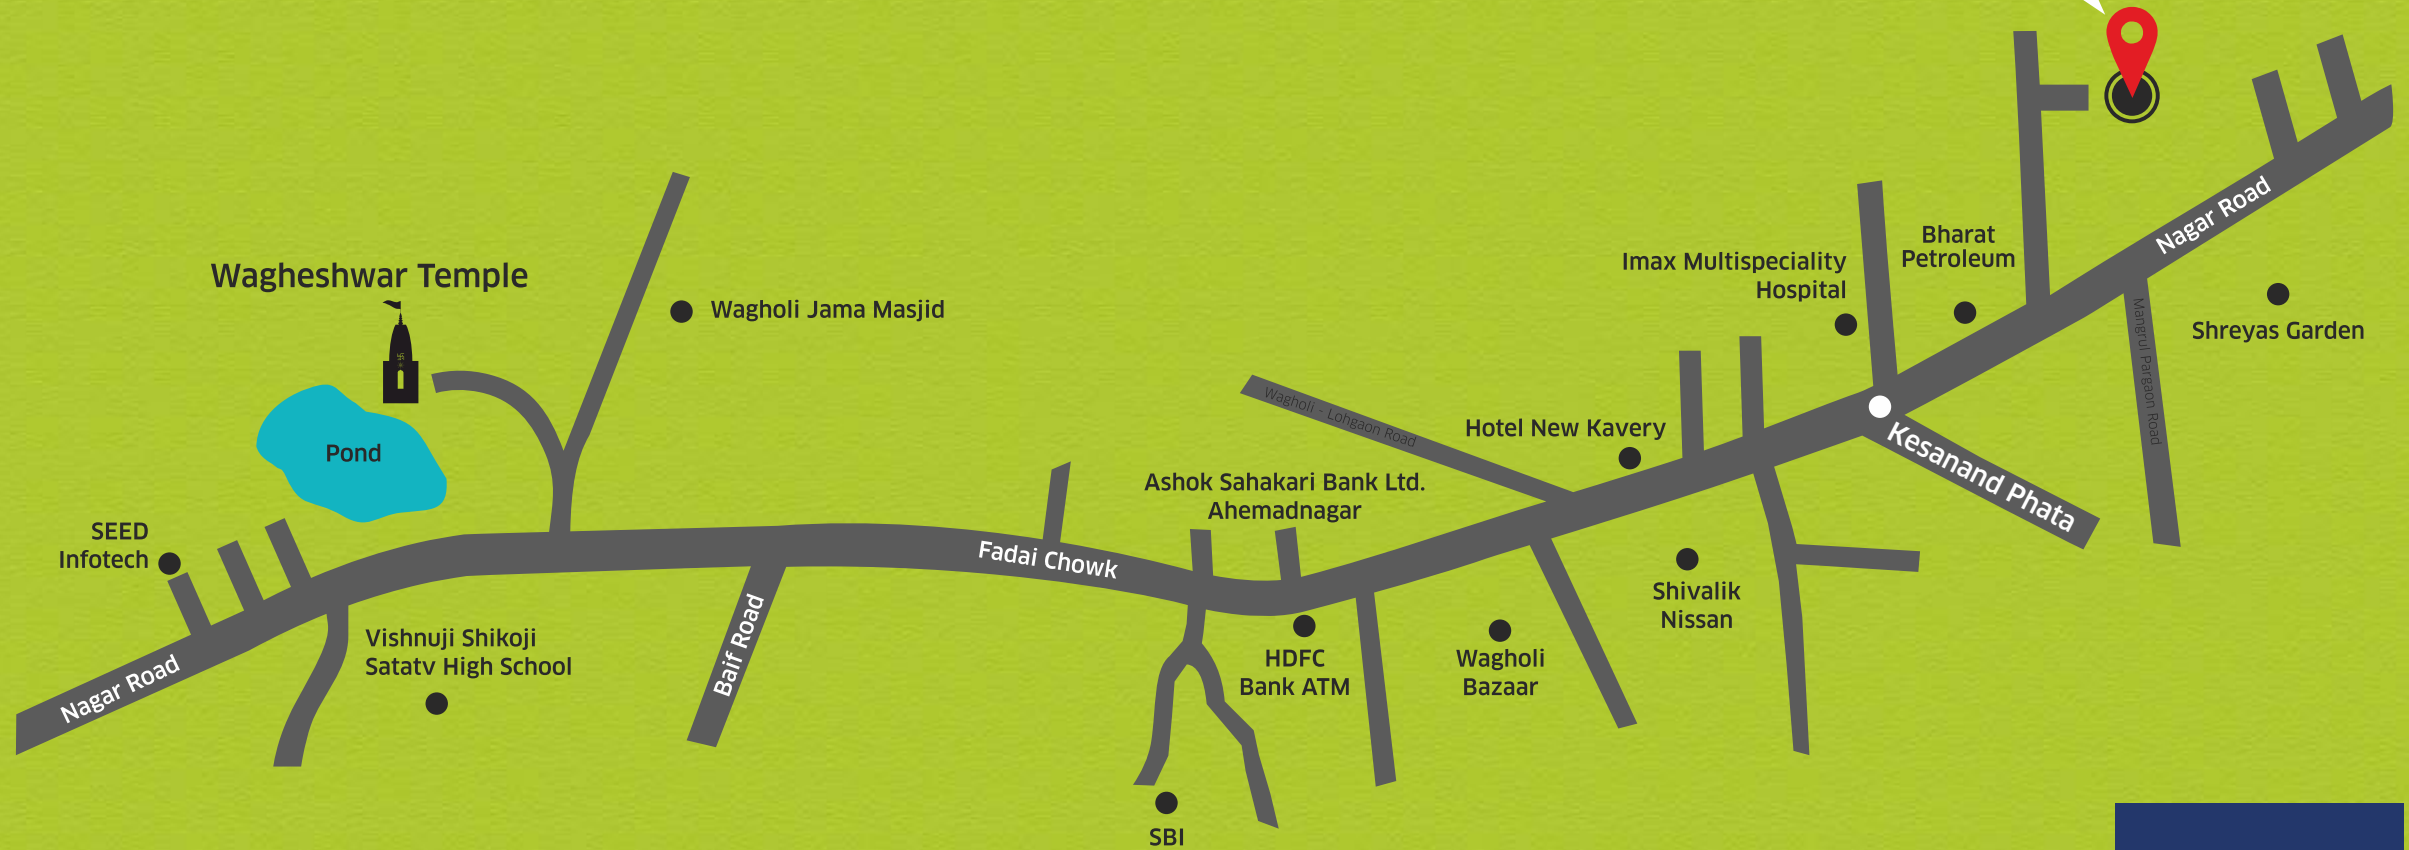 Wagheshwar Temple
Wagholi Jama Masjid
Pond
SEED
Infotech
Nagar Road
Vishnuji Shikoji
Satatv High School
Baif Road
Fadai Chowk
Ashok Sahakari Bank Ltd.
Ahemadnagar
Wagholi - Lohgaon Road
SBI
HDFC
Bank ATM
Wagholi
Bazaar
Hotel New Kavery
Shivalik
Nissan
Imax Multispeciality
Hospital
Bharat
Petroleum
Kesanand Phata
Nagar Road
Mangrul Pargaon Road
Shreyas Garden